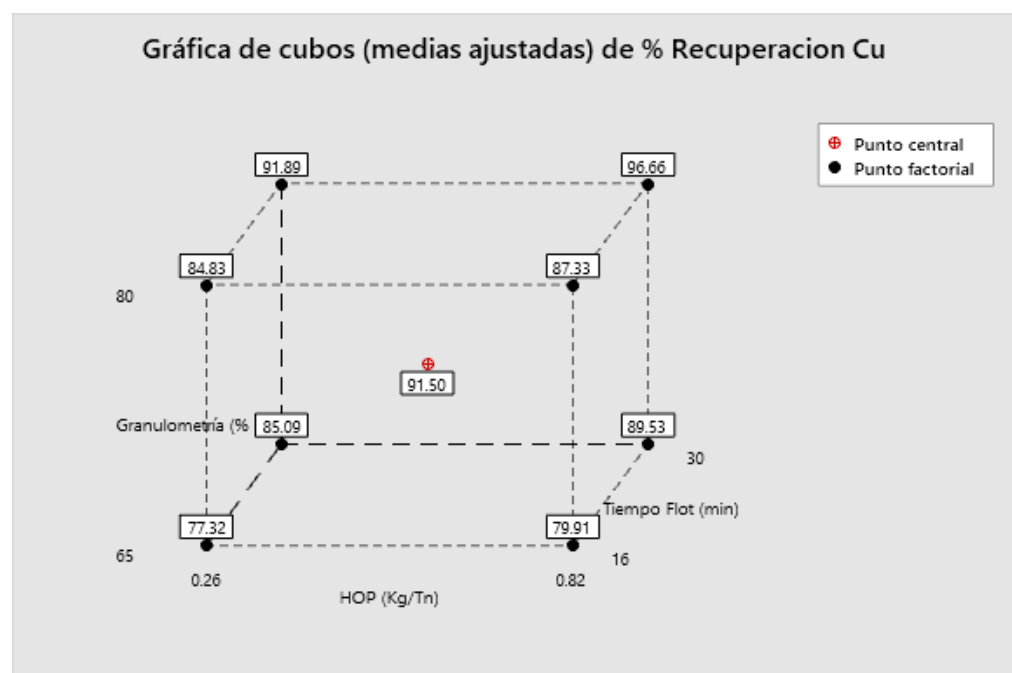 Gráfica de cubos (medias ajustadas) de % Recuperacion Cu
Punto central
Punto factorial
91.89
96.66
84.83
87.33
80
91.50
Granulometría (%
85.09
89.53
30
Tiempo Flot (min)
77.32
79.91
65
16
0.26
0.82
HOP (Kg/Tn)